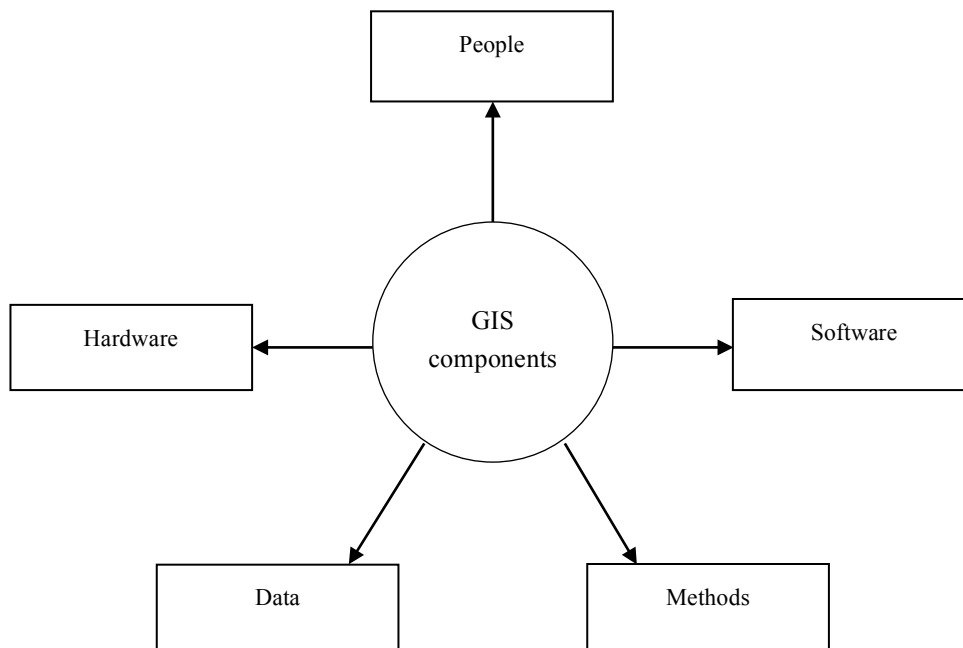 People
Hardware
GIS
components
Software
Data
Methods